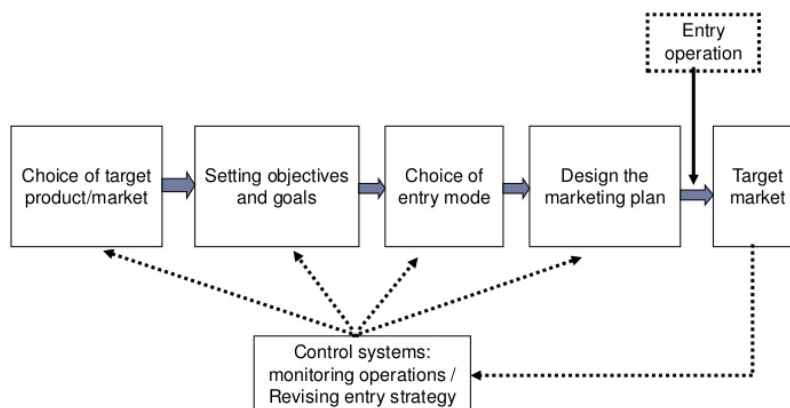 Entry
operation
Choice of target
product/market
Setting objectives
and goals
Choice of
entry mode
Design the
marketing plan
Target
market
Control systems:
monitoring operations /
Revising entry strategy